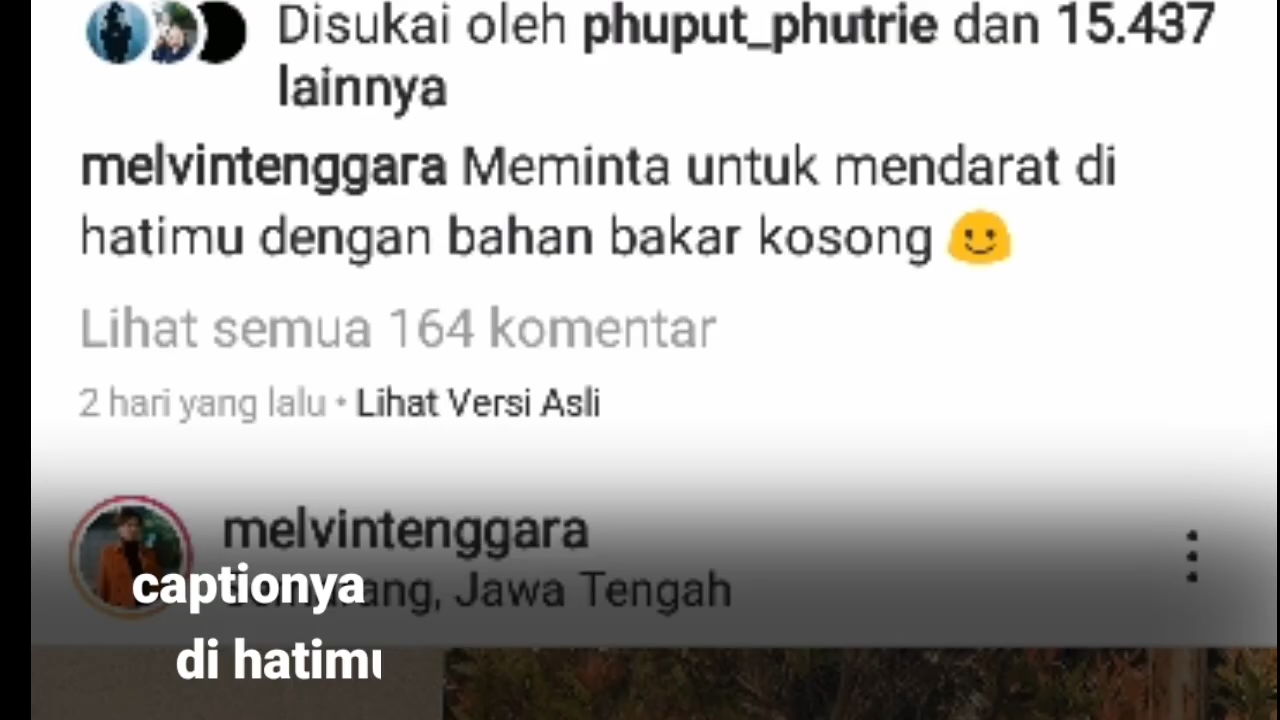 Disukai oleh phuput_phutrie dan 15.437
lainnya
melvintenggara Meminta untuk mendarat di
hatimu dengan bahan bakar kosong 🙂
Lihat semua 164 komentar
2 hari yang lalu • Lihat Versi Asli
melvintenggara
Jawa Tengah
captionya
di hatimu